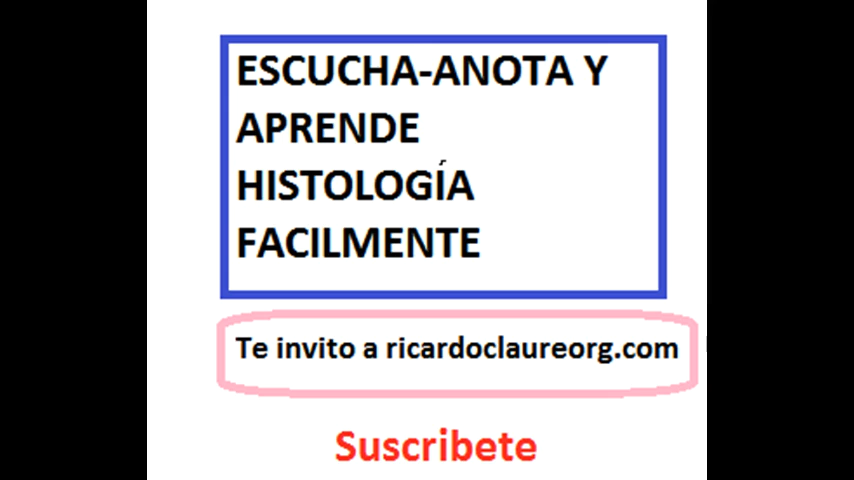 ESCUCHA-ANOTA Y
APRENDE
HISTOLOGÍA
FACILMENTE
Te invito a ricardoclaureorg.com
Suscribete